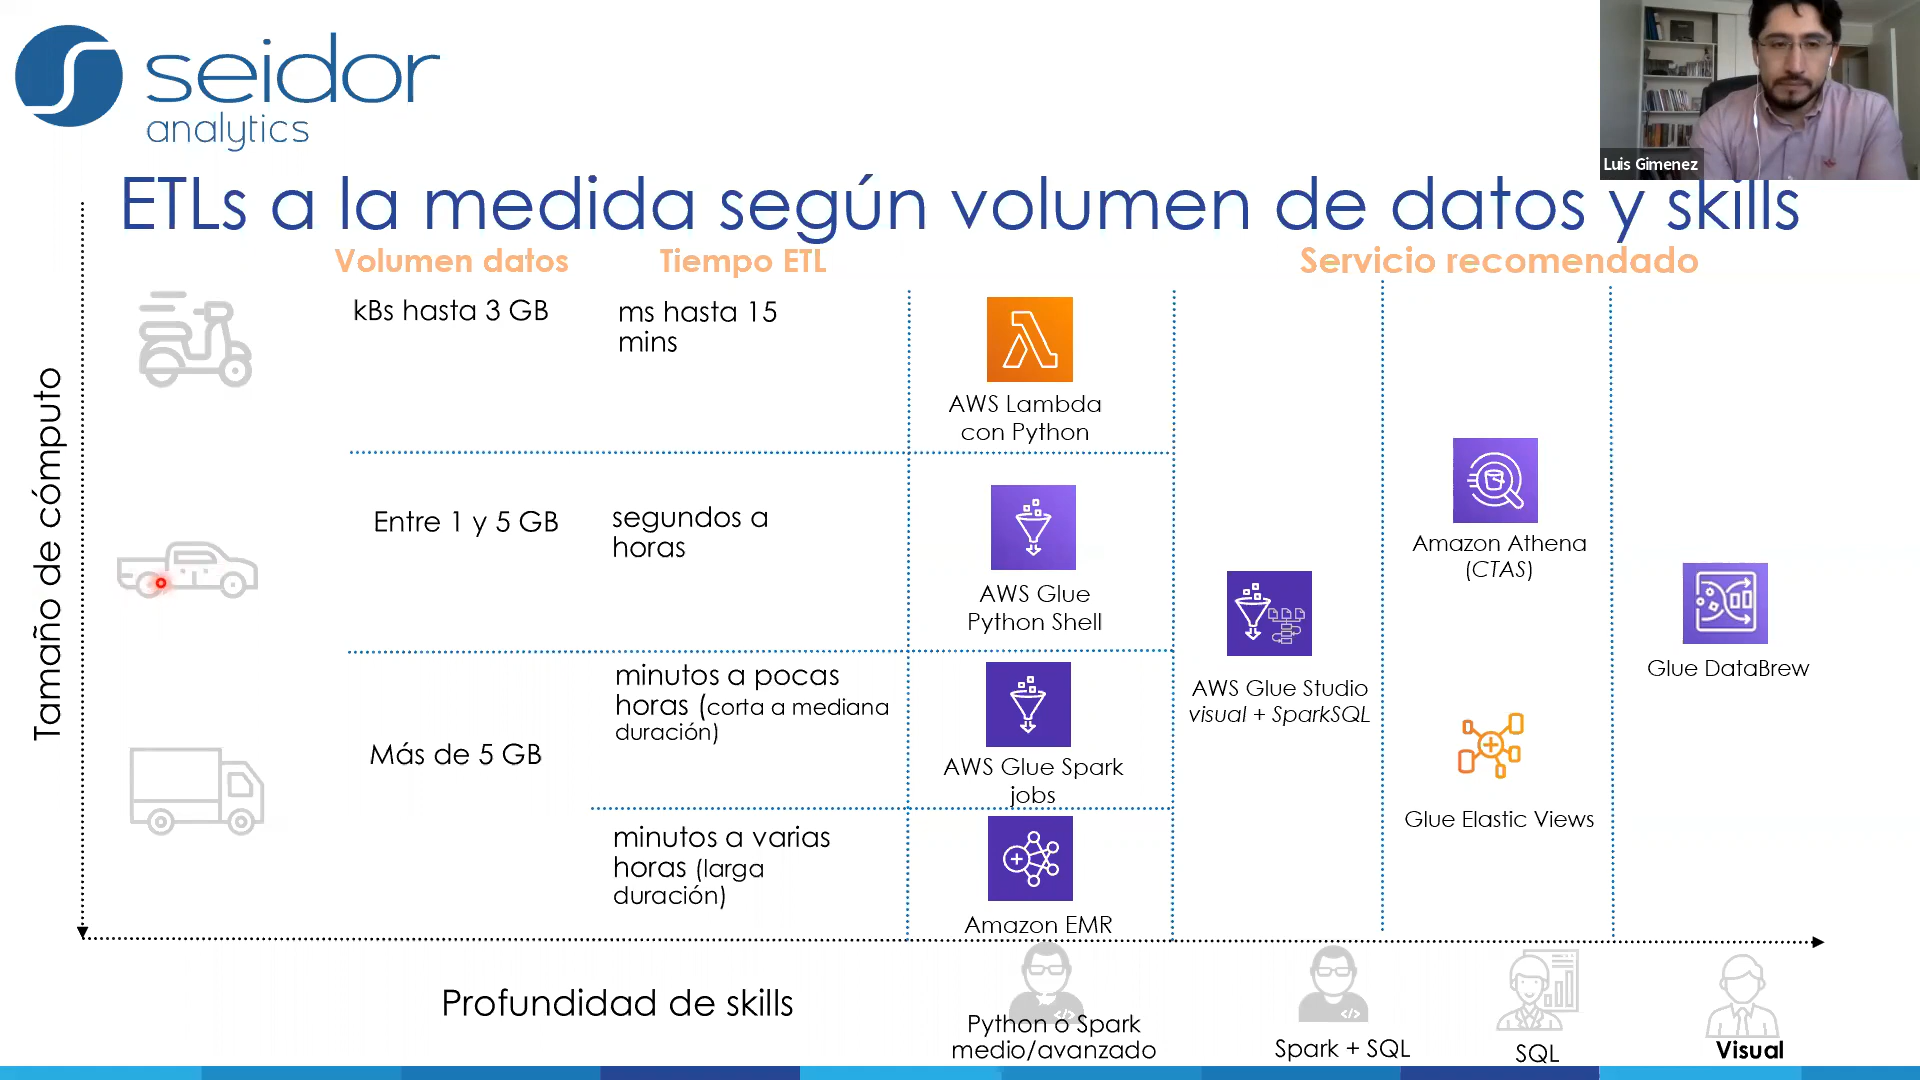 seidor
analytics
Luis Gimenez
ETLs a la medida según volumen de datos y skills
Volumen datos
Tiempo ETL
Servicio recomendado
kBs hasta 3 GB
ms hasta 15
mins
AWS Lambda
con Python
Entre 1 y 5 GB
segundos a
horas
AWS Glue
Python Shell
Más de 5 GB
minutos a pocas
horas (corta a mediana
duración)
AWS Glue Spark
jobs
minutos a varias
horas (larga
duración)
Amazon EMR
AWS Glue Studio
visual + SparkSQL
Amazon Athena
(CTAS)
Glue Elastic Views
Glue DataBrew
Tamaño de cómputo
Profundidad de skills
Python o Spark
medio/avanzado
Spark + SQL
SQL
Visual